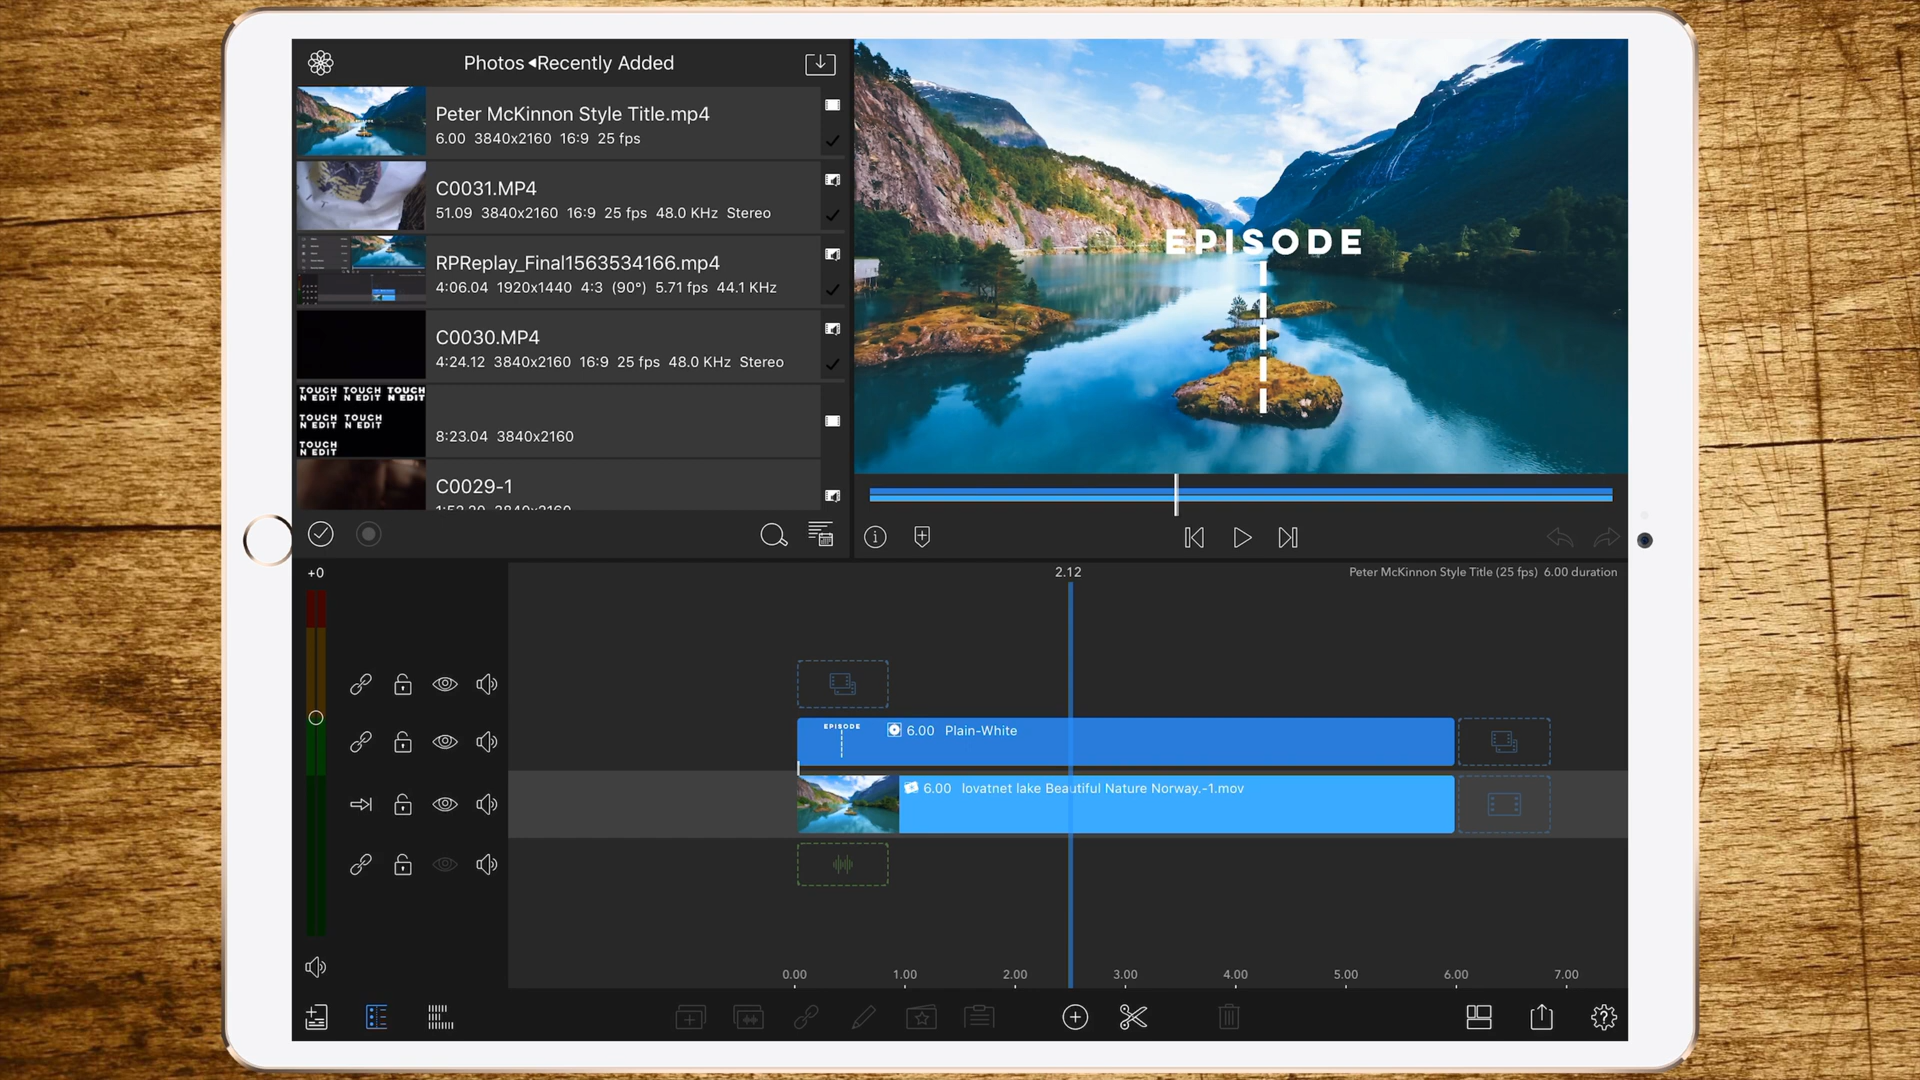 Photos ◂Recently Added
Peter McKinnon Style Title.mp4
6.00 3840x2160 16:9 25 fps
C0031.MP4
51.09 3840x2160 16:9 25 fps 48.0 KHz Stereo
RPReplay_Final1563534166.mp4
4:06.04 1920x1440 4:3 (90°) 5.71 fps 44.1 KHz
C0030.MP4
4:24.12 3840x2160 16:9 25 fps 48.0 KHz Stereo
TOUCH TOUCH TOUCH
N EDIT N EDIT N EDIT
TOUCH TOUCH
N EDIT N EDIT
TOUCH
N EDIT
8:23.04 3840x2160
C0029-1
EPISODE
+0
2.12
Peter McKinnon Style Title (25 fps) 6.00 duration
EPISODE
6.00 Plain-White
6.00 lovatnet lake Beautiful Nature Norway.-1.mov
0.00 1.00 2.00 3.00 4.00 5.00 6.00 7.00